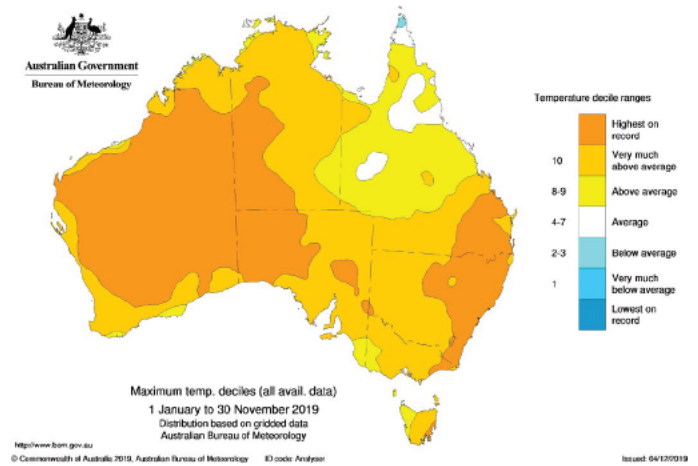 Australian Government
Bureau of Meteorology
Temperature decile ranges
Highest on
record
10
Very much
above average
8-9
Above average
4-7
Average
2-3
Below average
1
Very much
below average
Lowest on
record
Maximum temp. deciles (all avail. data)
1 January to 30 November 2019
Distribution based on gridded data
Australian Bureau of Meteorology
http://www.bom.gov.au
© Commonwealth of Australia 2019, Australian Bureau of Meteorology
ID code: Analyser
Issued: 04/12/2019